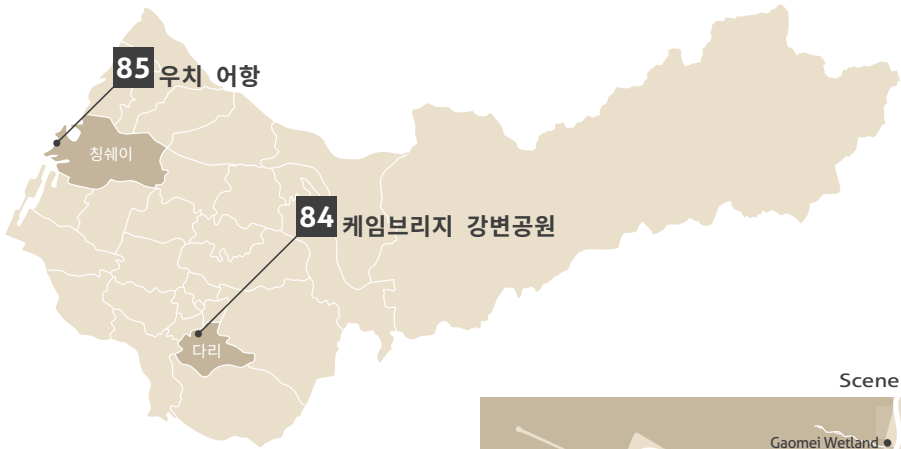 85 우치 어항
칭쉐이
84 케임브리지 강변공원
다리
Scene
Gaomei Wetland